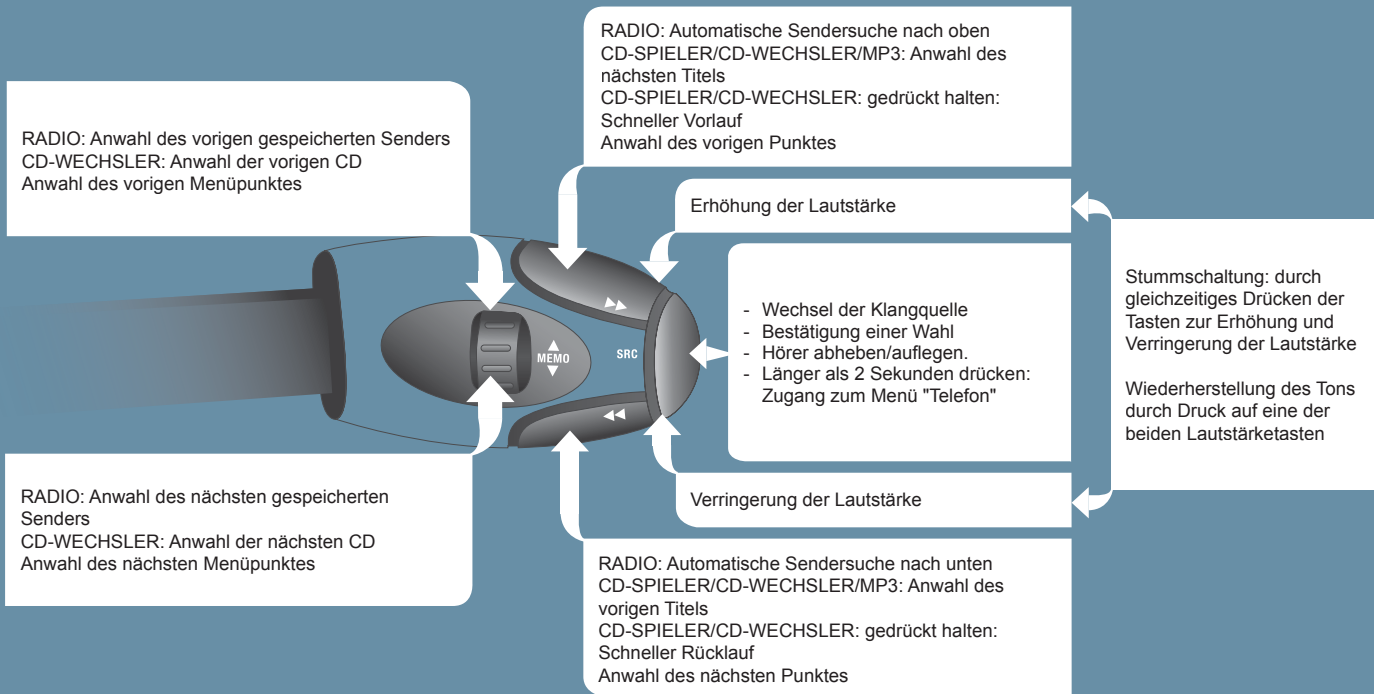 RADIO: Automatische Sendersuche nach oben
CD-SPIELER/CD-WECHSLER/MP3: Anwahl des
nächsten Titels
CD-SPIELER/CD-WECHSLER: gedrückt halten:
Schneller Vorlauf
Anwahl des vorigen Punktes
RADIO: Anwahl des vorigen gespeicherten Senders
CD-WECHSLER: Anwahl der vorigen CD
Anwahl des vorigen Menüpunktes
Erhöhung der Lautstärke
- Wechsel der Klangquelle
- Bestätigung einer Wahl
- Hörer abheben/auflegen.
- Länger als 2 Sekunden drücken:
Zugang zum Menü "Telefon"
Stummschaltung: durch
gleichzeitiges Drücken der
Tasten zur Erhöhung und
Verringerung der Lautstärke
Wiederherstellung des Tons
durch Druck auf eine der
beiden Lautstärketasten
MEMO
SRC
RADIO: Anwahl des nächsten gespeicherten
Senders
CD-WECHSLER: Anwahl der nächsten CD
Anwahl des nächsten Menüpunktes
Verringerung der Lautstärke
RADIO: Automatische Sendersuche nach unten
CD-SPIELER/CD-WECHSLER/MP3: Anwahl des
vorigen Titels
CD-SPIELER/CD-WECHSLER: gedrückt halten:
Schneller Rücklauf
Anwahl des nächsten Punktes